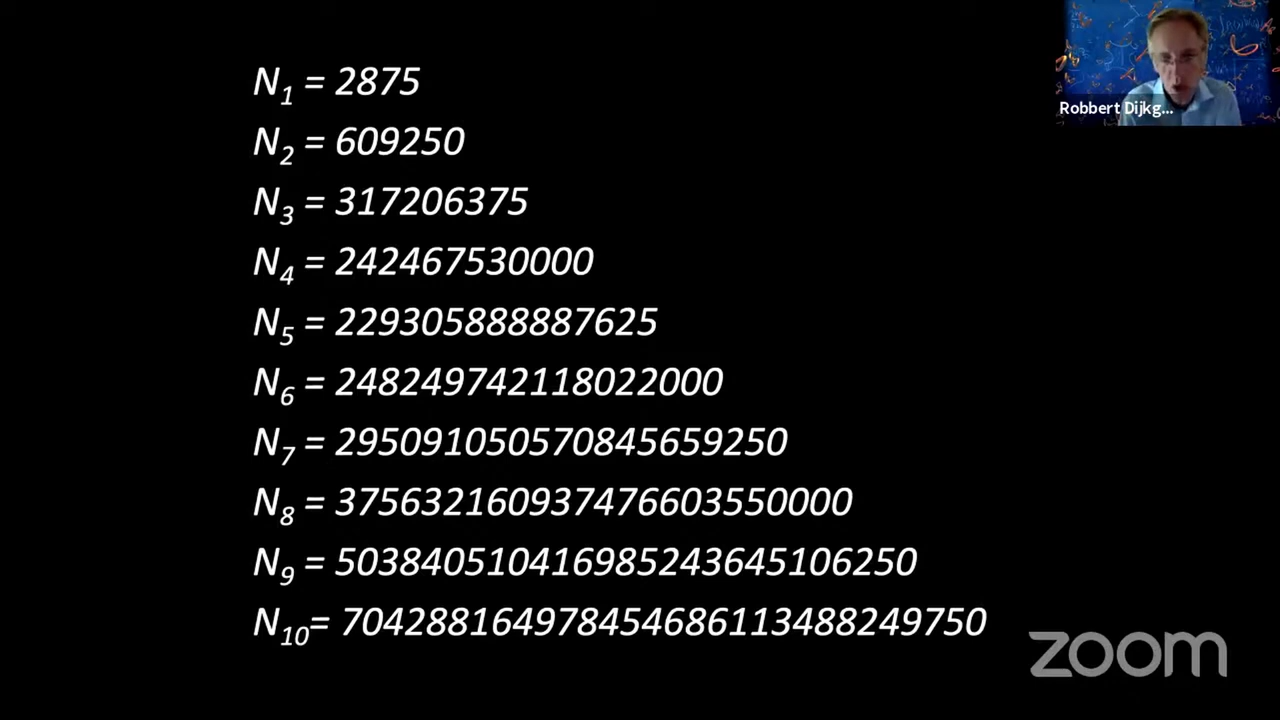 N1 = 2875
N2 = 609250
N3 = 317206375
N4 = 242467530000
N5 = 229305888887625
N6 = 248249742118022000
N7 = 295091050570845659250
N8 = 375632160937476603550000
N9 = 503840510416985243645106250
N10= 704288164978454686113488249750
Robbert Dijkg...
zoom